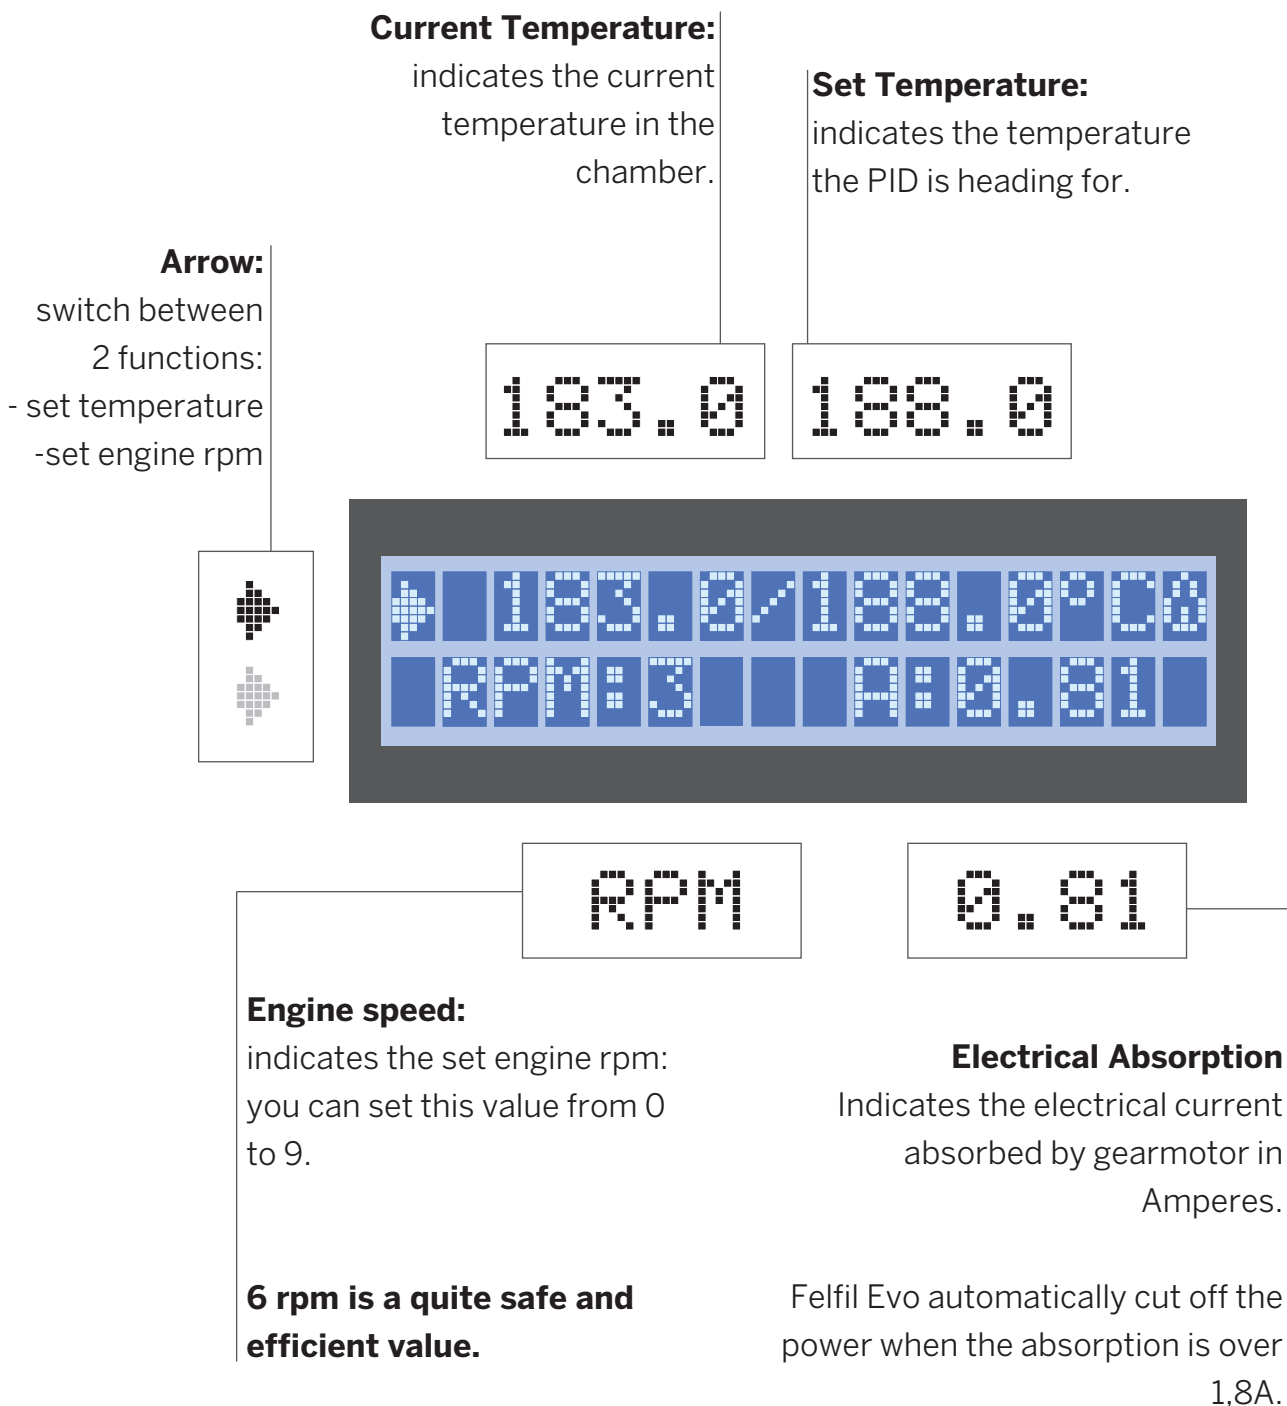 Current Temperature:
indicates the current
temperature in the
chamber.
Set Temperature:
indicates the temperature
the PID is heading for.
Arrow:
switch between
2 functions:
- set temperature
-set engine rpm
183.0
188.0
183.0/188.0°C
RPM:3 A:0.81
RPM
0.81
Engine speed:
indicates the set engine rpm:
you can set this value from 0
to 9.
6 rpm is a quite safe and
efficient value.
Electrical Absorption
Indicates the electrical current
absorbed by gearmotor in
Amperes.
Felfil Evo automatically cut off the
power when the absorption is over
1,8A.